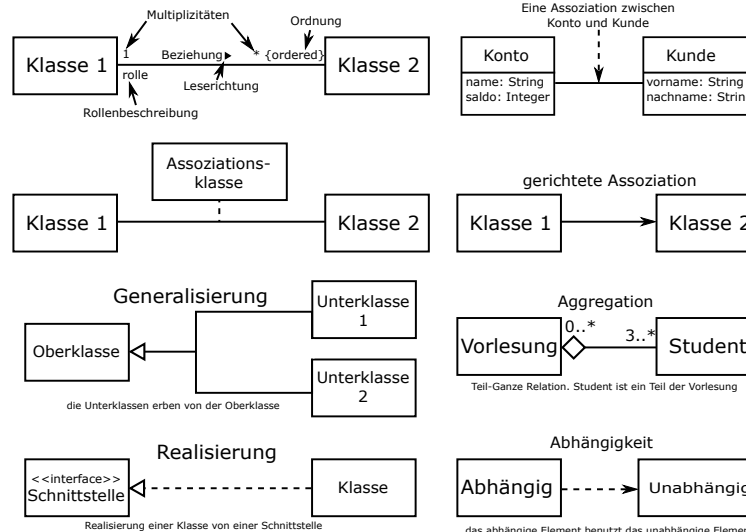 Multiplizitäten
Ordnung
1
Beziehung
* {ordered}
Klasse 1
Klasse 2
rolle
Leserichtung
Rollenbeschreibung
Eine Assoziation zwischen
Konto und Kunde
Konto
name: String
saldo: Integer
Kunde
vorname: String
nachname: Strin
Assoziations-
klasse
Klasse 1
Klasse 2
gerichtete Assoziation
Klasse 1
Klasse 2
Generalisierung
Oberklasse
Unterklasse
1
Unterklasse
2
die Unterklassen erben von der Oberklasse
Aggregation
Vorlesung
0..*
3..*
Student
Teil-Ganze Relation. Student ist ein Teil der Vorlesung
Realisierung
<<interface>>
Schnittstelle
Klasse
Realisierung einer Klasse von einer Schnittstelle
Abhängigkeit
Abhängig
Unabhängig
das abhängige Element benutzt das unabhängige Elemen